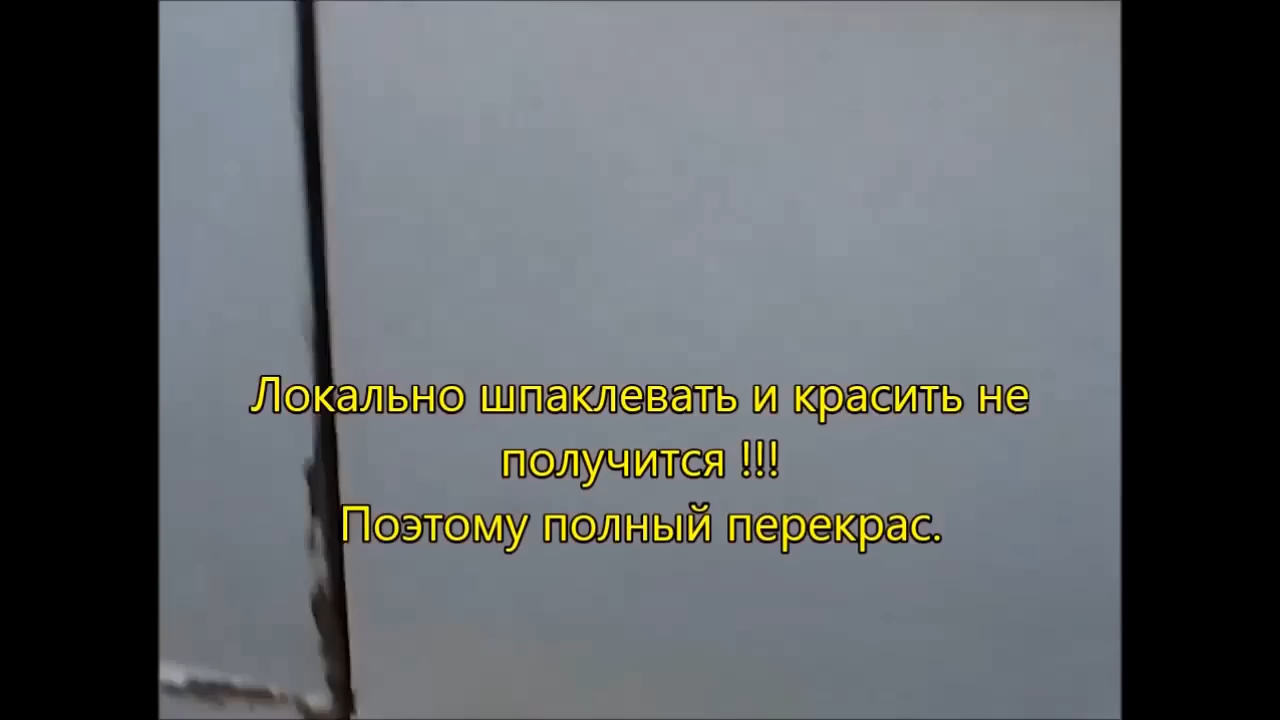 Локально шпаклевать и красить не
получится !!!
Поэтому полный перекрас.